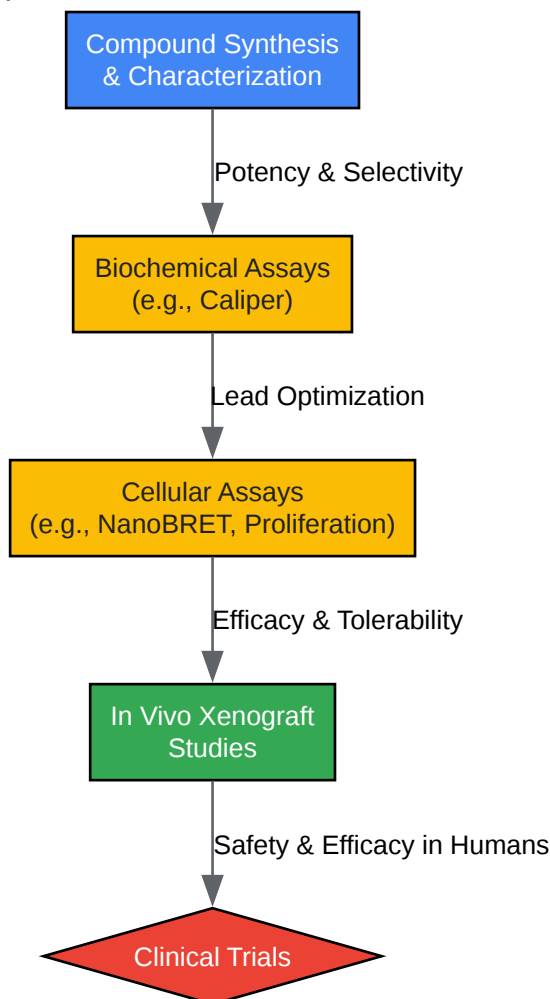 Compound Synthesis
& Characterization
Potency & Selectivity
Biochemical Assays
(e.g., Caliper)
Lead Optimization
Cellular Assays
(e.g., NanoBRET, Proliferation)
Efficacy & Tolerability
In Vivo Xenograft
Studies
Safety & Efficacy in Humans
Clinical Trials